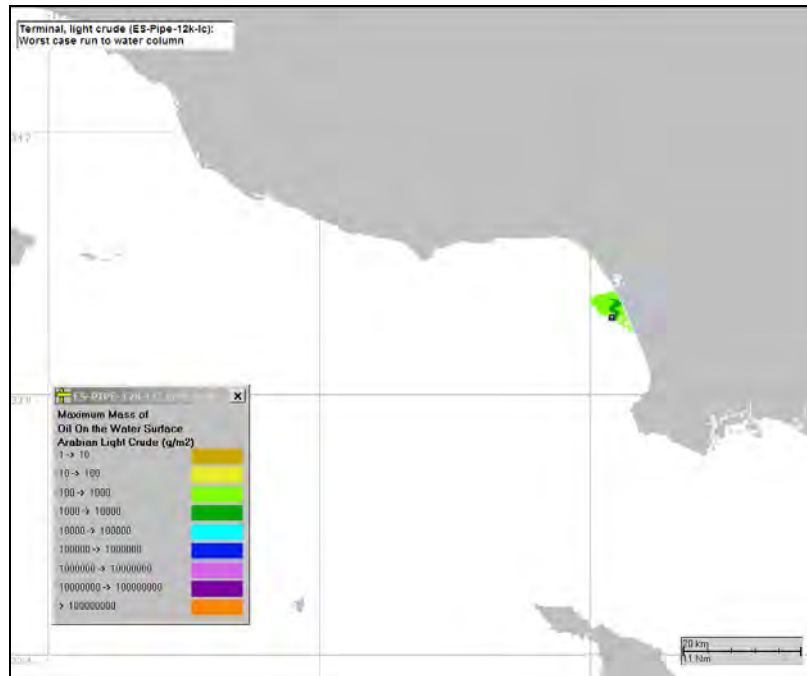 Terminal, light crude (ES-Pipe-12k-lc):
Worst case run to water column
Maximum Mass of
Oil On the Water Surface
Arabian Light Crude (g/m2)
1 -> 10
10 -> 100
100 -> 1000
1000 -> 10000
10000 -> 100000
100000 -> 1000000
1000000 -> 10000000
10000000 -> 100000000
> 100000000
20 km
11 Nm